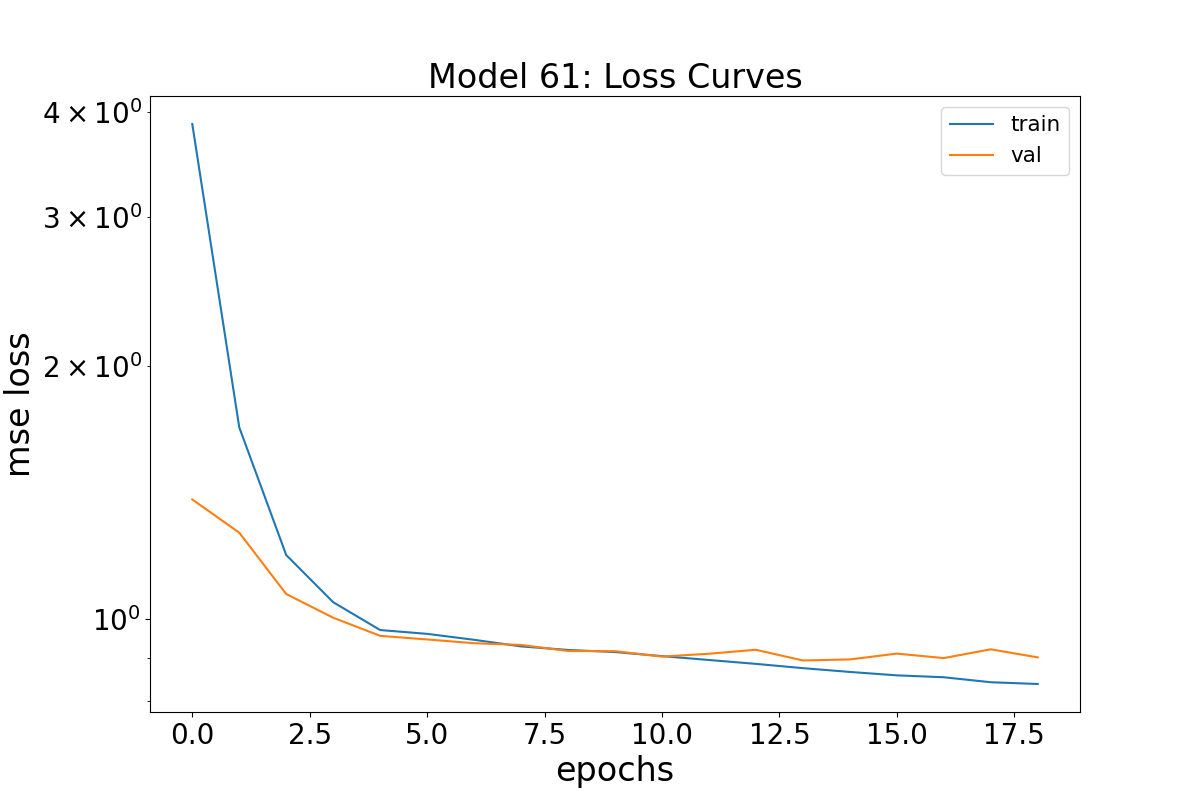 Model 61: Loss Curves
4 × 10⁰
3 × 10⁰
2 × 10⁰
10⁰
mse loss
train
val
0.0 2.5 5.0 7.5 10.0 12.5 15.0 17.5
epochs